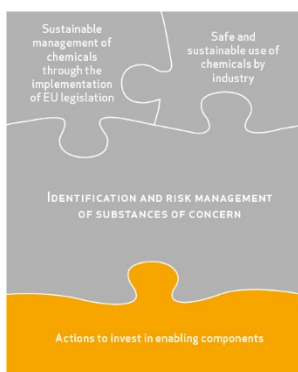 Sustainable
management of
chemicals
through the
implementation
of EU legislation
Safe and
sustainable use of
chemicals by
industry
IDENTIFICATION AND RISK MANAGEMENT
OF SUBSTANCES OF CONCERN
Actions to invest in enabling components